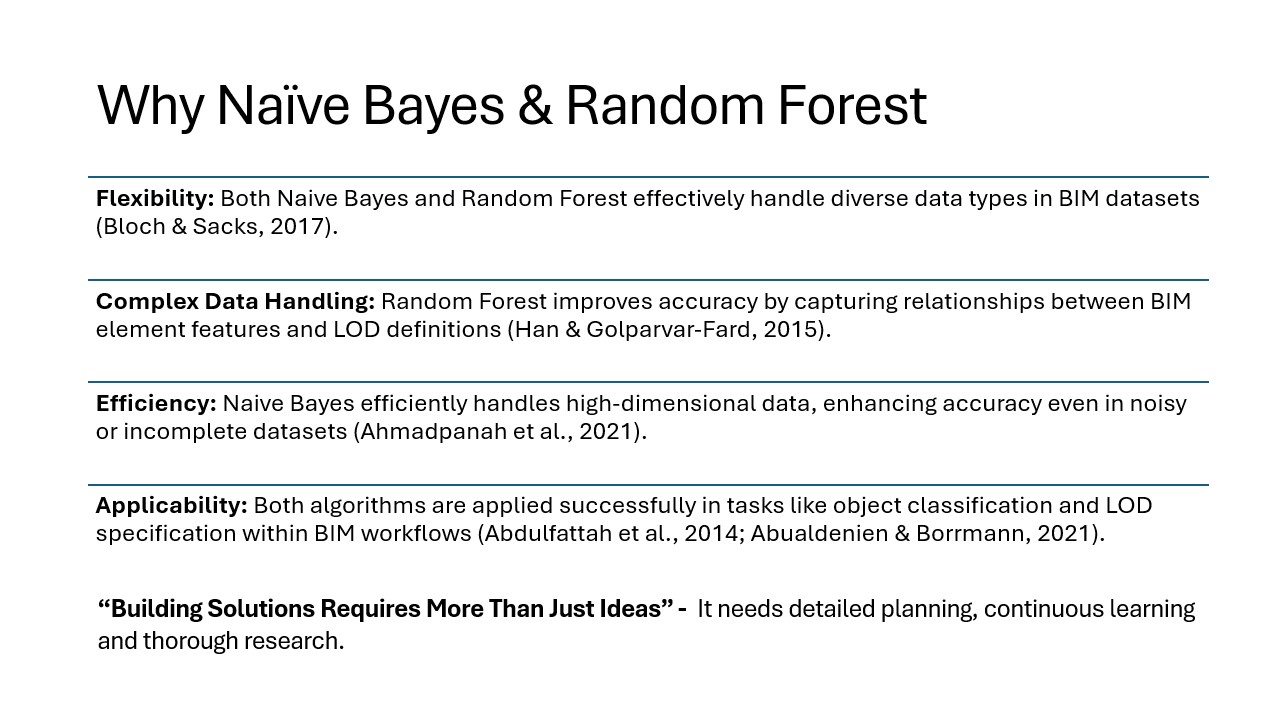 Why Naïve Bayes & Random Forest
Flexibility: Both Naive Bayes and Random Forest effectively handle diverse data types in BIM datasets
(Bloch & Sacks, 2017).
Complex Data Handling: Random Forest improves accuracy by capturing relationships between BIM
element features and LOD definitions (Han & Golparvar-Fard, 2015).
Efficiency: Naive Bayes efficiently handles high-dimensional data, enhancing accuracy even in noisy
or incomplete datasets (Ahmadpanah et al., 2021).
Applicability: Both algorithms are applied successfully in tasks like object classification and LOD
specification within BIM workflows (Abdulfattah et al., 2014; Abualdenien & Borrmann, 2021).
“Building Solutions Requires More Than Just Ideas” - It needs detailed planning, continuous learning
and thorough research.